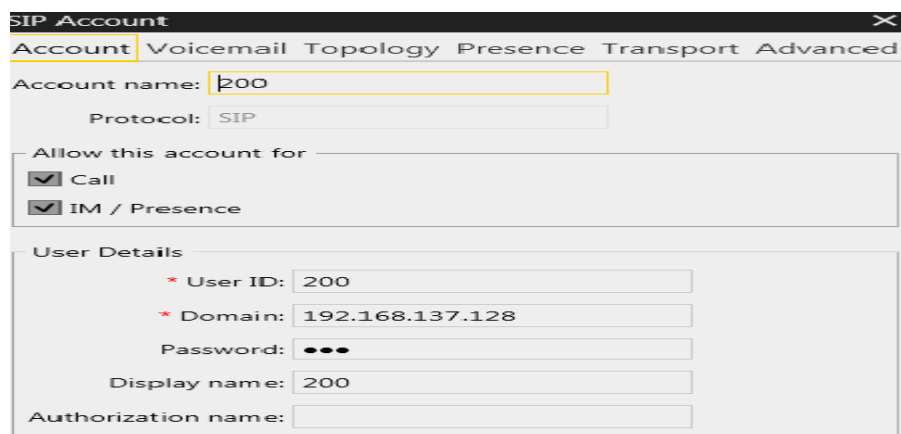 SIP Account
Account Voicemail Topology Presence Transport Advanced
Account name: 200
Protocol: SIP
Allow this account for
Call
IM / Presence
User Details
* User ID: 200
* Domain: 192.168.137.128
Password: ●●●
Display name: 200
Authorization name: